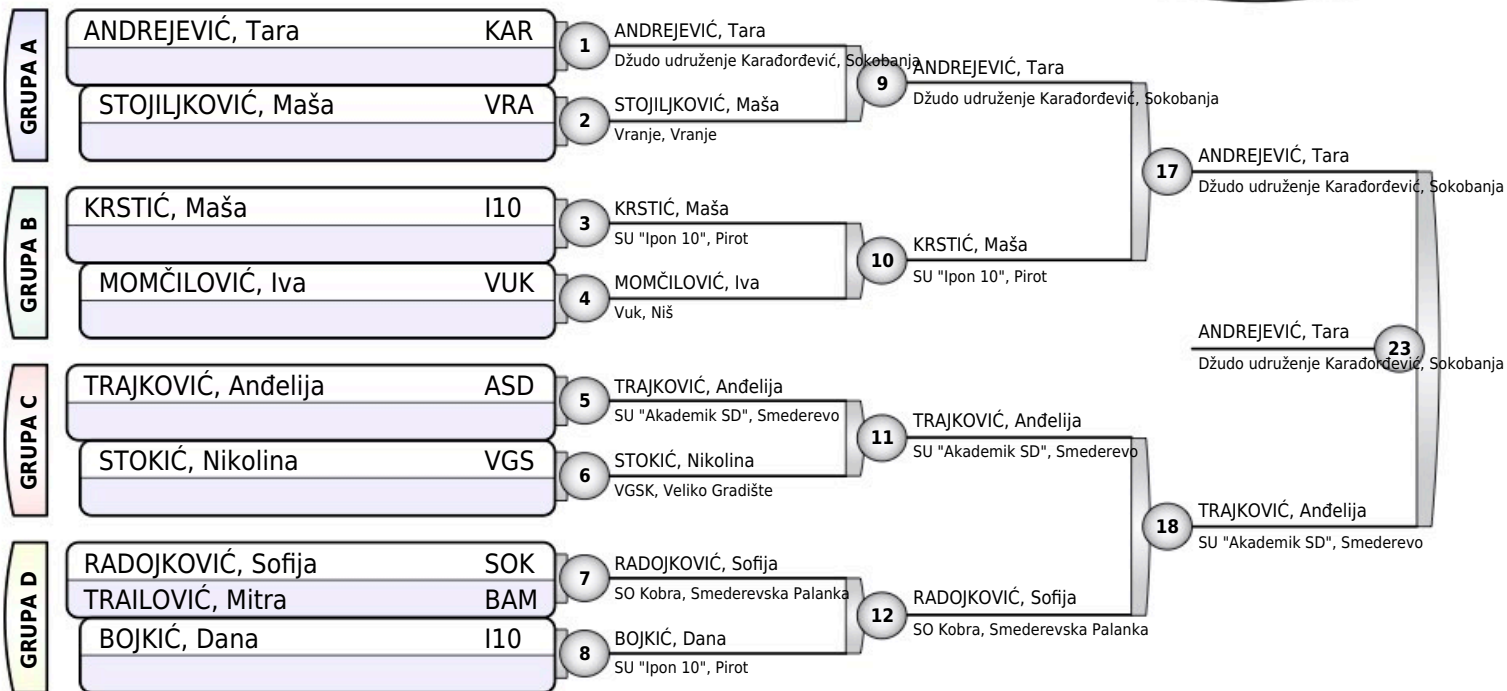 GRUPA A
ANDREJEVIĆ, Tara KAR
STOJILJKOVIĆ, Maša VRA
GRUPA B
KRSTIĆ, Maša I10
MOMČILOVIĆ, Iva VUK
GRUPA C
TRAJKOVIĆ, Anđelija ASD
STOKIĆ, Nikolina VGS
GRUPA D
RADOJKOVIĆ, Sofija SOK
TRAILOVIĆ, Mitra BAM
BOJKIĆ, Dana I10
1
ANDREJEVIĆ, Tara
Džudo udruženje Karađorđević, Sokobanja
2
STOJILJKOVIĆ, Maša
Vranje, Vranje
3
KRSTIĆ, Maša
SU "Ipon 10", Pirot
4
MOMČILOVIĆ, Iva
Vuk, Niš
5
TRAJKOVIĆ, Anđelija
SU "Akademik SD", Smederevo
6
STOKIĆ, Nikolina
VGSK, Veliko Gradište
7
RADOJKOVIĆ, Sofija
SO Kobra, Smederevska Palanka
8
BOJKIĆ, Dana
SU "Ipon 10", Pirot
9
ANDREJEVIĆ, Tara
Džudo udruženje Karađorđević, Sokobanja
10
KRSTIĆ, Maša
SU "Ipon 10", Pirot
11
TRAJKOVIĆ, Anđelija
SU "Akademik SD", Smederevo
12
RADOJKOVIĆ, Sofija
SO Kobra, Smederevska Palanka
17
ANDREJEVIĆ, Tara
Džudo udruženje Karađorđević, Sokobanja
18
TRAJKOVIĆ, Anđelija
SU "Akademik SD", Smederevo
ANDREJEVIĆ, Tara
23
Džudo udruženje Karađorđević, Sokobanja